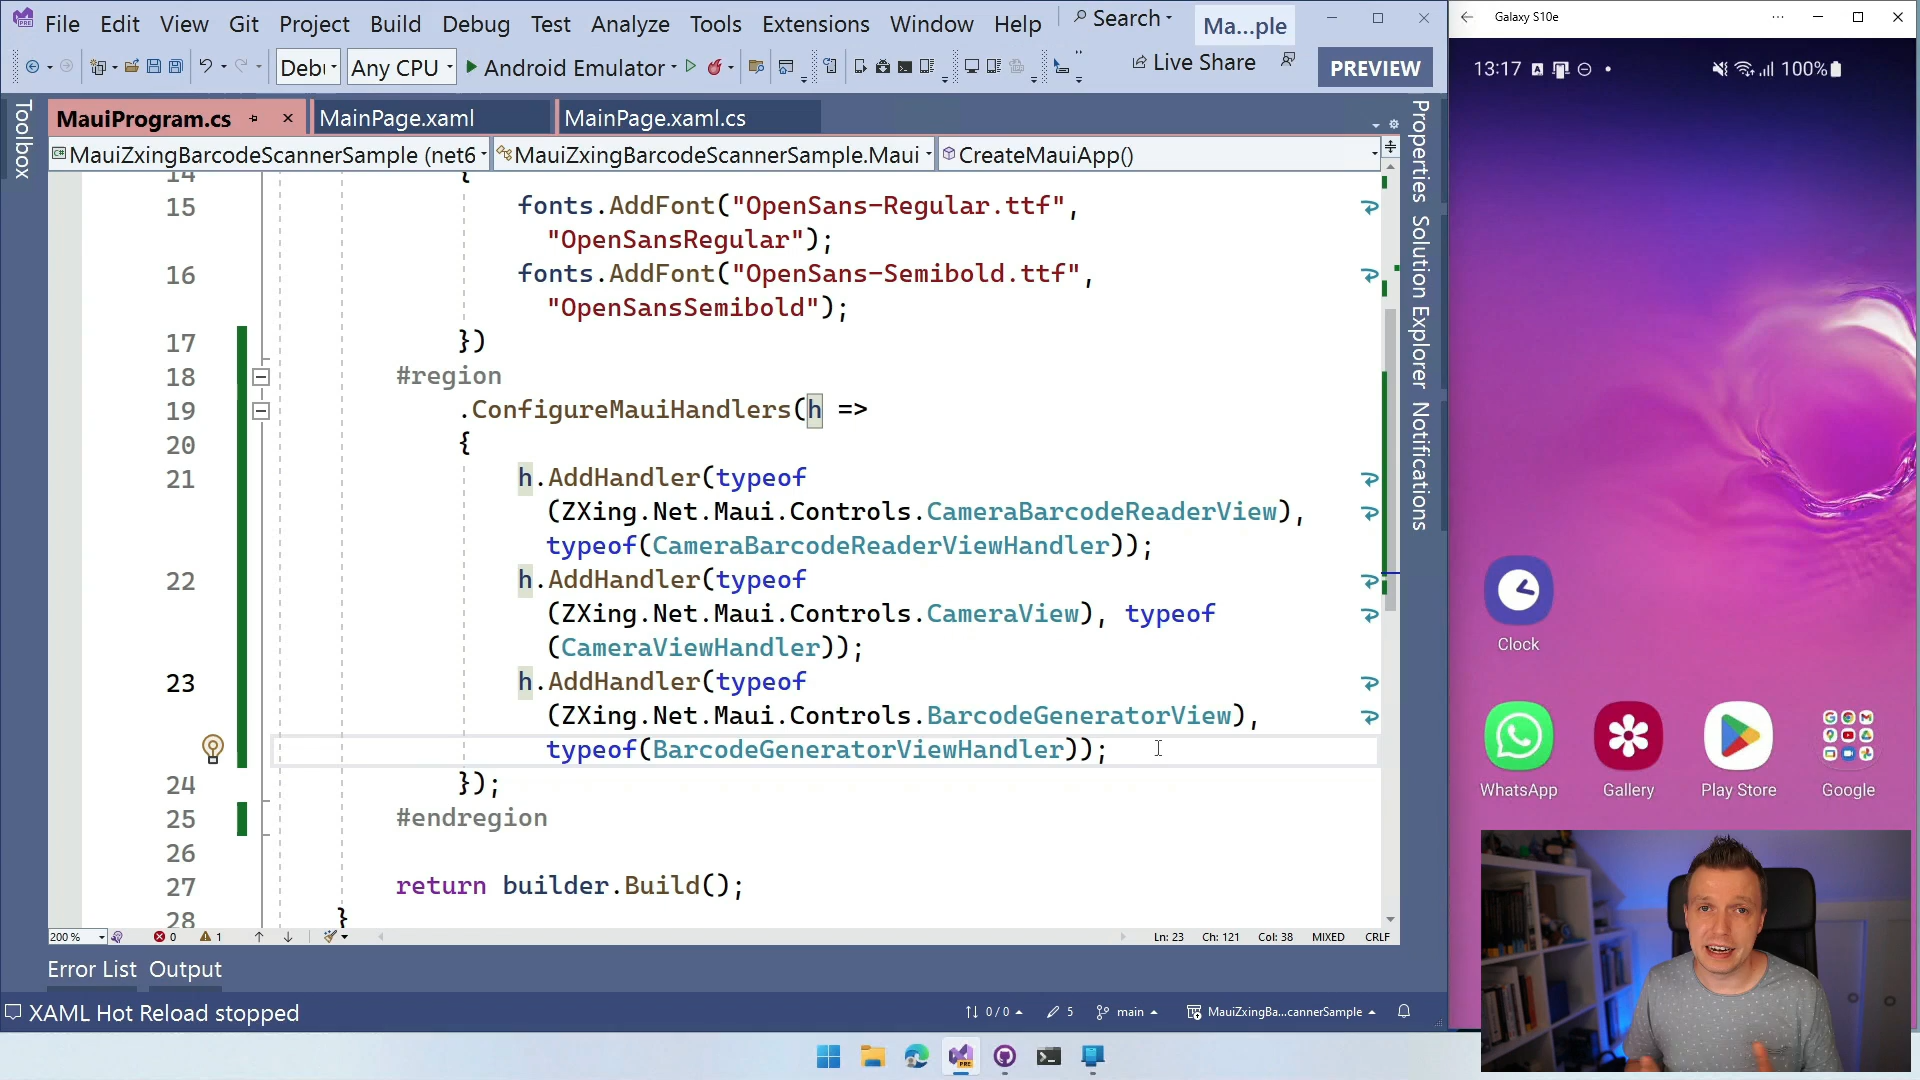 File Edit View Git Project Build Debug Test Analyze Tools Extensions Window Help Search Ma...ple
Any CPU Android Emulator Live Share PREVIEW
Toolbox
MauiProgram.cs MainPage.xaml MainPage.xaml.cs
MauiZxingBarcodeScannerSample (net6 MauiZxingBarcodeScannerSample.Maui CreateMauiApp()
14 {
15 fonts.AddFont("OpenSans-Regular.ttf",
"OpenSansRegular");
16 fonts.AddFont("OpenSans-Semibold.ttf",
"OpenSansSemibold");
17 })
18 #region
19 .ConfigureMauiHandlers(h =>
20 {
21 h.AddHandler(typeof
(ZXing.Net.Maui.Controls.CameraBarcodeReaderView),
typeof(CameraBarcodeReaderViewHandler));
22 h.AddHandler(typeof
(ZXing.Net.Maui.Controls.CameraView), typeof
(CameraViewHandler));
23 h.AddHandler(typeof
(ZXing.Net.Maui.Controls.BarcodeGeneratorView),
typeof(BarcodeGeneratorViewHandler));
24 });
25 #endregion
26
27 return builder.Build();
28 }
200 % 0 1 Ln: 23 Ch: 121 Col: 38 MIXED CRLF
Error List Output
XAML Hot Reload stopped 0 / 0 5 main MauiZxingBa...cannerSample
Properties
Solution Explorer
Notifications
Galaxy S10e
13:17 100%
Clock
WhatsApp Gallery Play Store Google